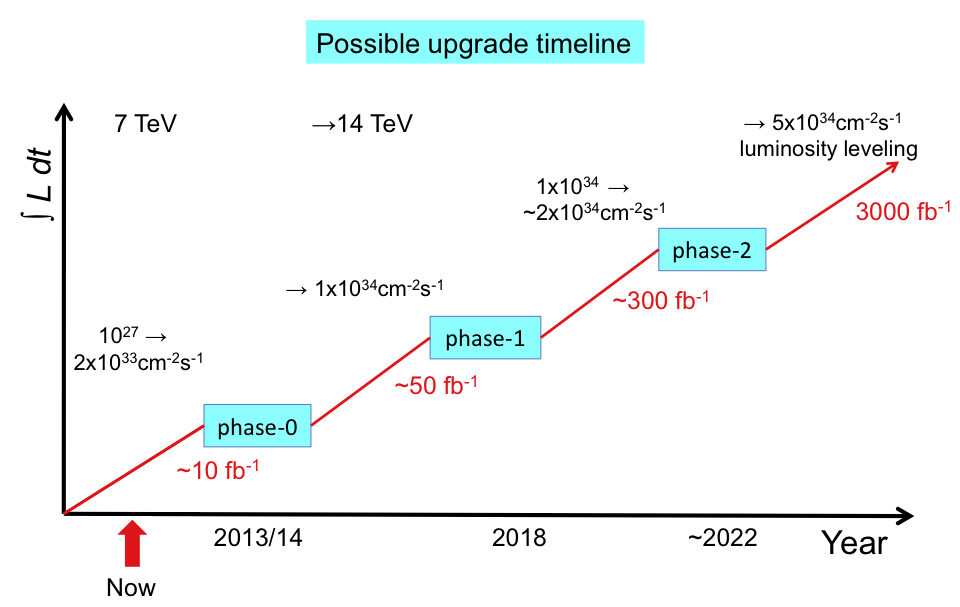 Possible upgrade timeline
7 TeV
→14 TeV
→ 5x10³⁴cm⁻²s⁻¹
luminosity leveling
∫ L dt
1x10³⁴ →
~2x10³⁴cm⁻²s⁻¹
3000 fb⁻¹
phase-2
→ 1x10³⁴cm⁻²s⁻¹
~300 fb⁻¹
10²⁷ →
2x10³³cm⁻²s⁻¹
phase-1
~50 fb⁻¹
phase-0
~10 fb⁻¹
2013/14
2018
~2022
Year
Now